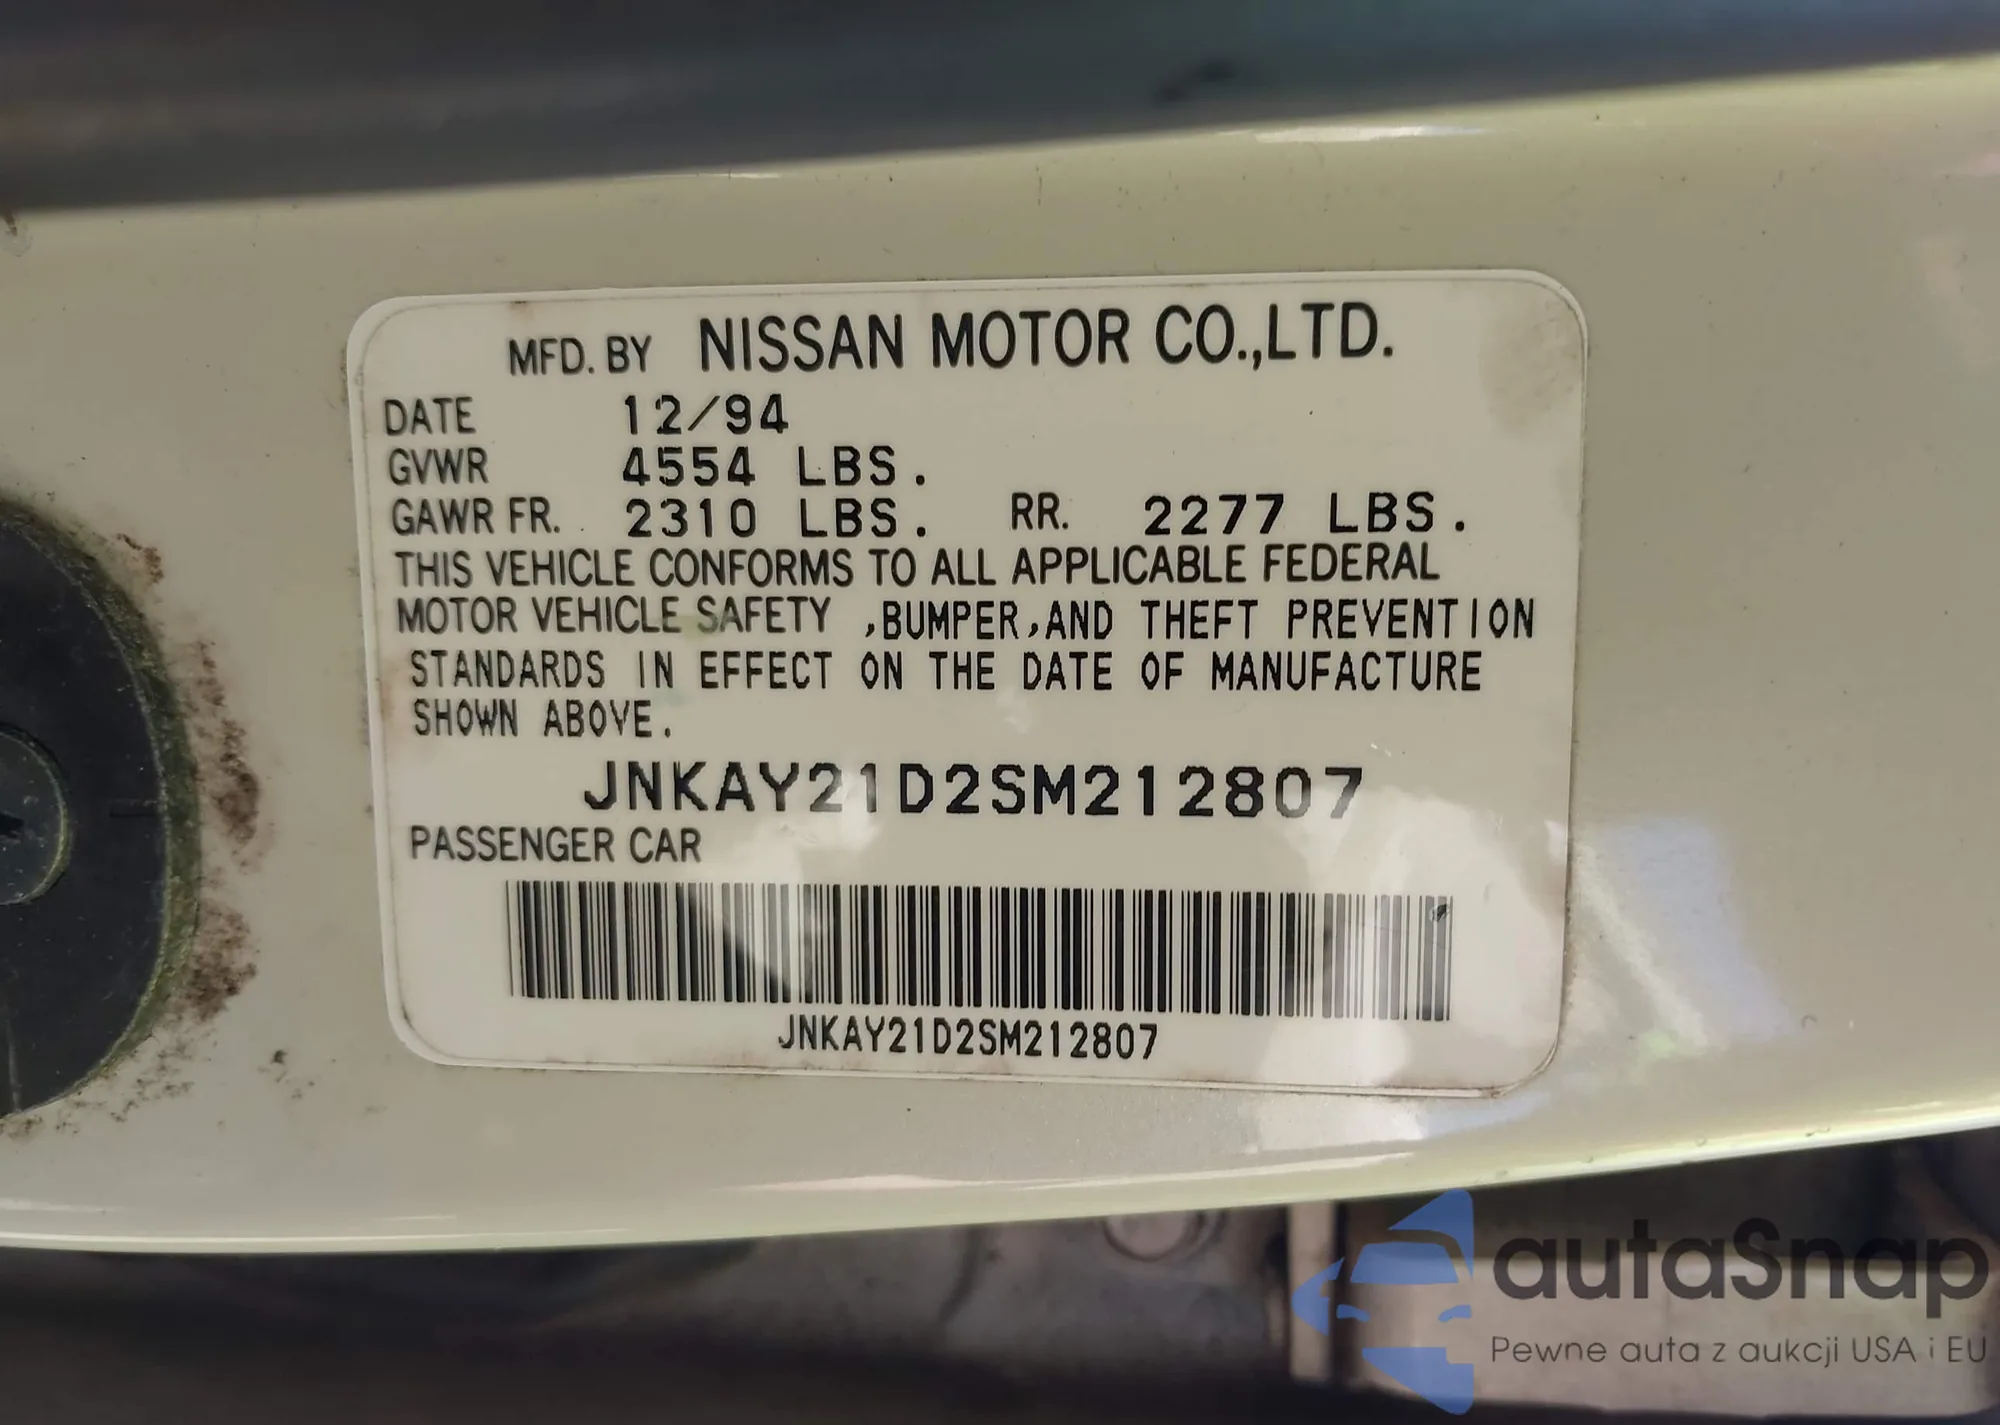 MFD. BY NISSAN MOTOR CO.,LTD.
DATE 12/94
GVWR 4554 LBS.
GAWR FR. 2310 LBS. RR. 2277 LBS.
THIS VEHICLE CONFORMS TO ALL APPLICABLE FEDERAL
MOTOR VEHICLE SAFETY ,BUMPER,AND THEFT PREVENTION
STANDARDS IN EFFECT ON THE DATE OF MANUFACTURE
SHOWN ABOVE.
JNKAY21D2SM212807
PASSENGER CAR
JNKAY21D2SM212807
autaSnap
Pewne auta z aukcji USA i EU